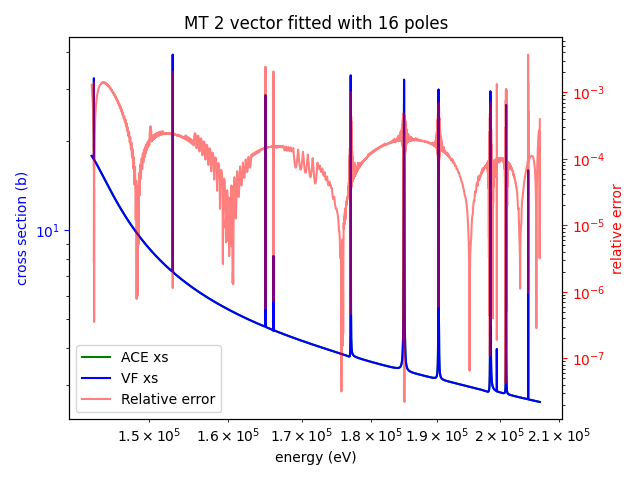 MT 2 vector fitted with 16 poles
cross section (b)
10¹
10⁻³
10⁻⁴
10⁻⁵
10⁻⁶
10⁻⁷
relative error
ACE xs
VF xs
Relative error
1.5 × 10⁵ 1.6 × 10⁵ 1.7 × 10⁵ 1.8 × 10⁵ 1.9 × 10⁵ 2 × 10⁵ 2.1 × 10⁵
energy (eV)